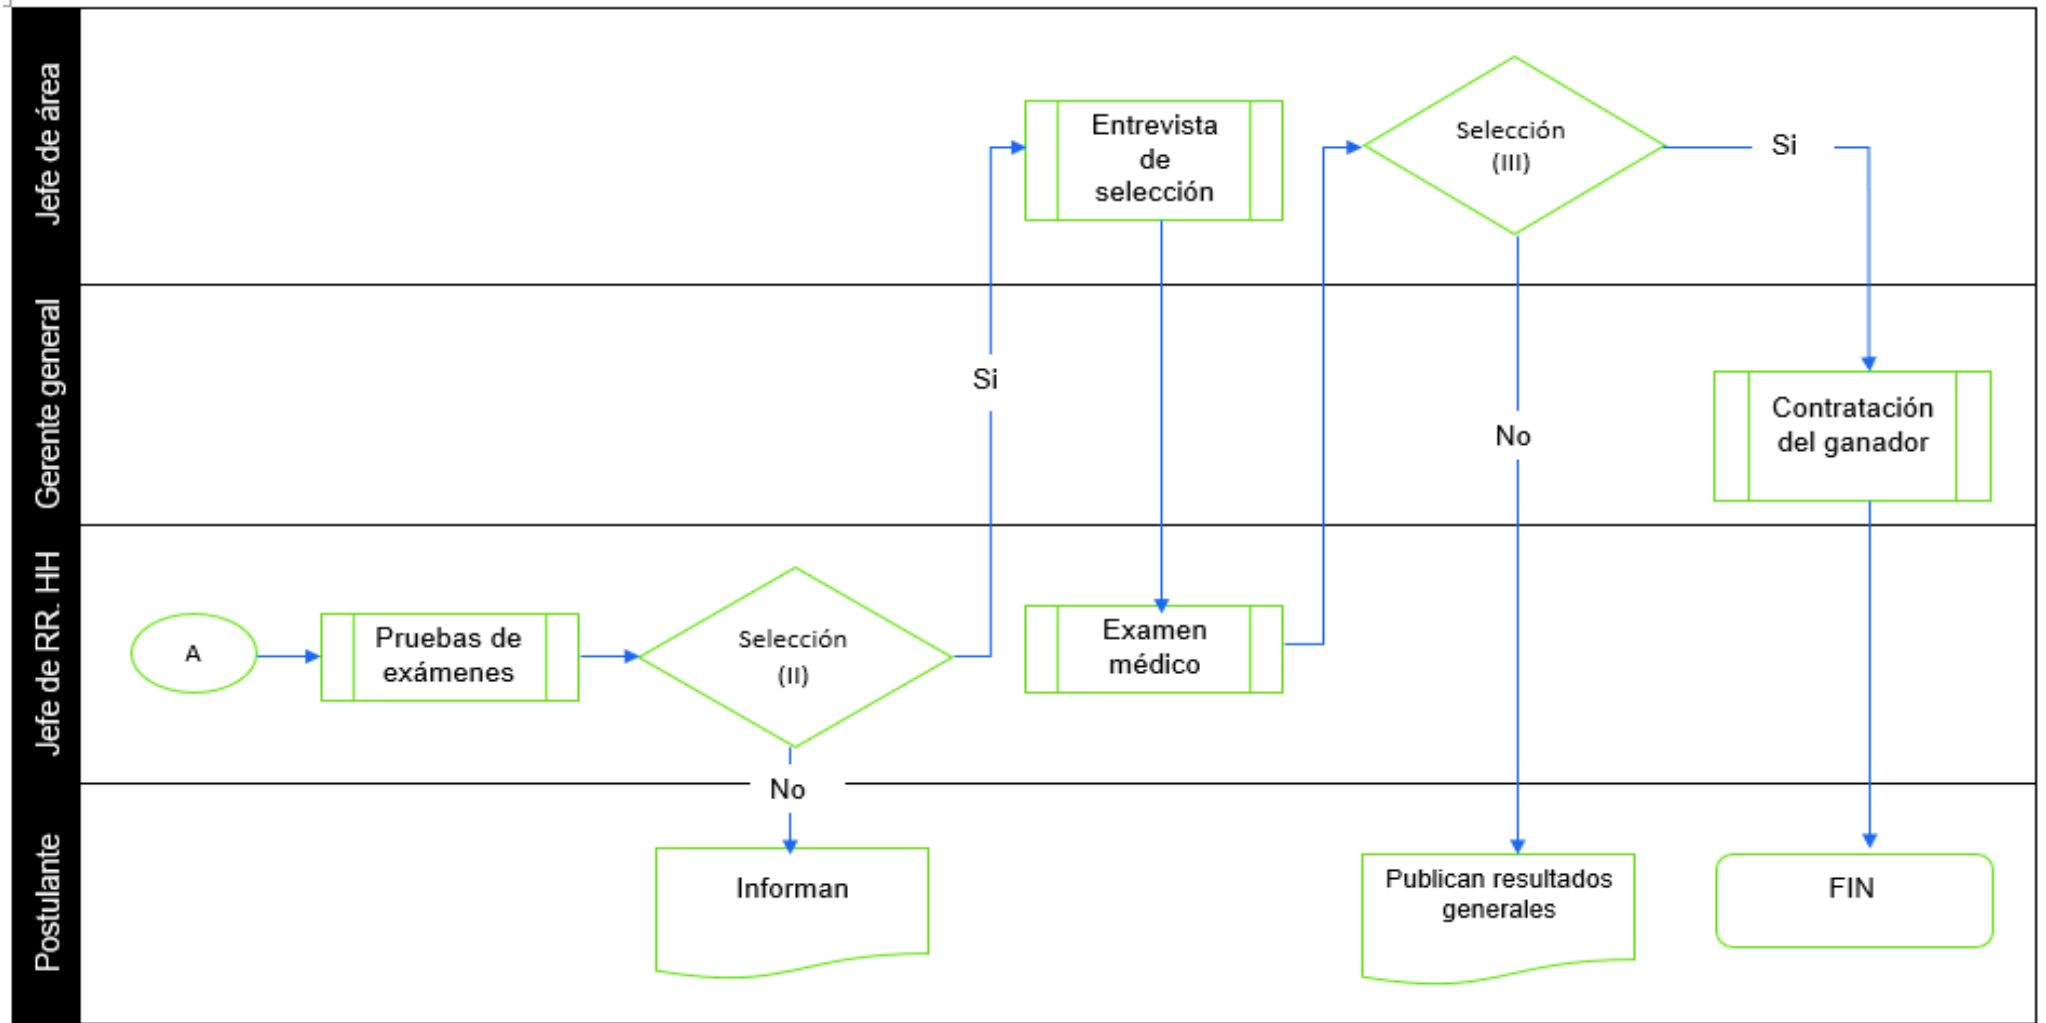 Jefe de área
Entrevista
de
selección
Selección
(III)
Si
Gerente general
Si
No
Contratación
del ganador
Jefe de RR. HH
A
Pruebas de
exámenes
Selección
(II)
Examen
médico
No
Postulante
Informan
Publican resultados
generales
FIN